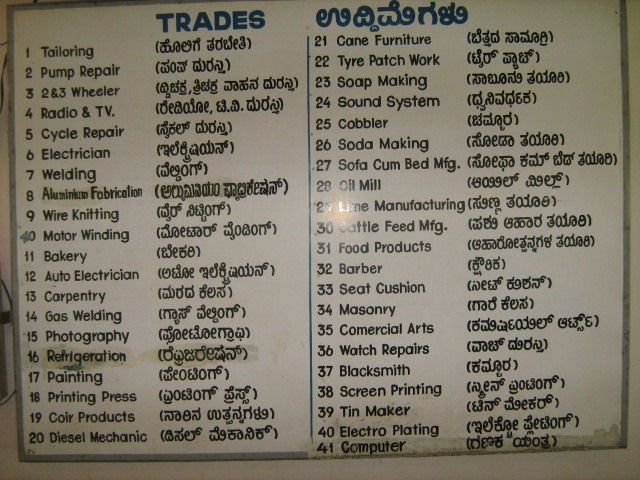 TRADES ಉದ್ದಿಮೆಗಳು
1 Tailoring (ಹೊಲಿಗೆ ತರಬೇತಿ)
2 Pump Repair (ಪಂಪ್ ದುರಸ್ತಿ)
3 2&3 Wheeler (ದ್ವಿಚಕ್ರ, ತ್ರಿಚಕ್ರ ವಾಹನ ದುರಸ್ತಿ)
4 Radio & TV. (ರೇಡಿಯೋ, ಟಿ.ವಿ. ದುರಸ್ತಿ)
5 Cycle Repair (ಸೈಕಲ್ ದುರಸ್ತಿ)
6 Electrician (ಇಲೆಕ್ಟ್ರಿಷಿಯನ್)
7 Welding (ವೆಲ್ಡಿಂಗ್)
8 Aluminium Fabrication (ಅಲುಮಿನಿಯಂ ಫ್ಯಾಬ್ರಿಕೇಷನ್)
9 Wire Knitting (ವೈರ್ ನಿಟ್ಟಿಂಗ್)
10 Motor Winding (ಮೋಟಾರ್ ವೈಂಡಿಂಗ್)
11 Bakery (ಬೇಕರಿ)
12 Auto Electrician (ಅಟೋ ಇಲೆಕ್ಟ್ರಿಷಿಯನ್)
13 Carpentry (ಮರದ ಕೆಲಸ)
14 Gas Welding (ಗ್ಯಾಸ್ ವೆಲ್ಡಿಂಗ್)
15 Photography (ಫೋಟೋಗ್ರಾಫಿ)
16 Refrigeration (ರೆಫ್ರಿಜರೇಷನ್)
17 Painting (ಪೇಂಟಿಂಗ್)
18 Printing Press (ಪ್ರಿಂಟಿಂಗ್ ಪ್ರೆಸ್)
19 Coir Products (ನಾರಿನ ಉತ್ಪನ್ನಗಳು)
20 Diesel Mechanic (ಡಿಸಲ್ ಮೆಕಾನಿಕ್)
21 Cane Furniture (ಬೆತ್ತದ ಸಾಮಾಗ್ರಿ)
22 Tyre Patch Work (ಟೈರ್ ಪ್ಯಾಚ್)
23 Soap Making (ಸಾಬೂನು ತಯಾರಿ)
24 Sound System (ಧ್ವನಿವರ್ಧಕ)
25 Cobbler (ಚಮ್ಮಾರ)
26 Soda Making (ಸೋಡಾ ತಯಾರಿ)
27 Sofa Cum Bed Mfg. (ಸೋಫಾ ಕಮ್ ಬೆಡ್ ತಯಾರಿ)
28 Oil Mill (ಆಯಿಲ್ ಮಿಲ್ಲ್)
29 Lime Manufacturing (ಸುಣ್ಣ ತಯಾರಿ)
30 Cattle Feed Mfg. (ಪಶು ಆಹಾರ ತಯಾರಿ)
31 Food Products (ಆಹಾರೋತ್ಪನ್ನಗಳ ತಯಾರಿ)
32 Barber (ಕ್ಷೌರಿಕ)
33 Seat Cushion (ಸೀಟ್ ಕುಶನ್)
34 Masonry (ಗಾರೆ ಕೆಲಸ)
35 Comercial Arts (ಕಮರ್ಷಿಯಲ್ ಆರ್ಟ್ಸ್)
36 Watch Repairs (ವಾಚ್ ದುರಸ್ತಿ)
37 Blacksmith (ಕಮ್ಮಾರ)
38 Screen Printing (ಸ್ಕ್ರೀನ್ ಪ್ರಿಂಟಿಂಗ್)
39 Tin Maker (ಟಿನ್ ಮೇಕರ್)
40 Electro Plating (ಇಲೆಕ್ಟ್ರೋ ಪ್ಲೇಟಿಂಗ್)
41 Computer (ಗಣಕ ಯಂತ್ರ)